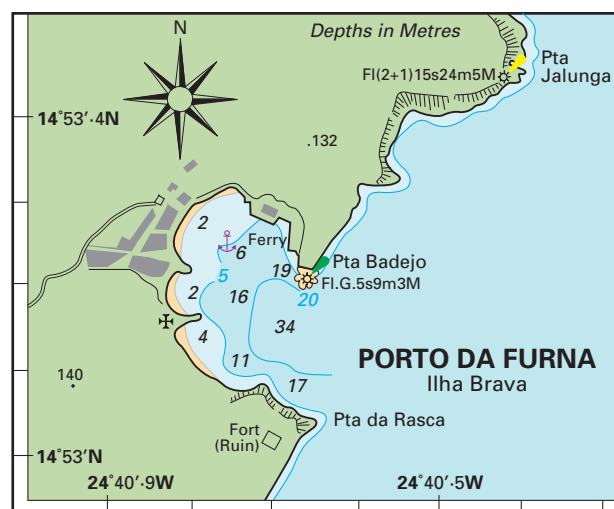 N
Depths in Metres
Pta
Jalunga
Fl(2+1)15s24m5M
14°53'·4N
.132
2
Ferry
6
5
19
Pta Badejo
Fl.G.5s9m3M
20
2
16
34
4
11
PORTO DA FURNA
Ilha Brava
17
140
Pta da Rasca
Fort
(Ruin)
14°53'N
24°40'·9W
24°40'·5W